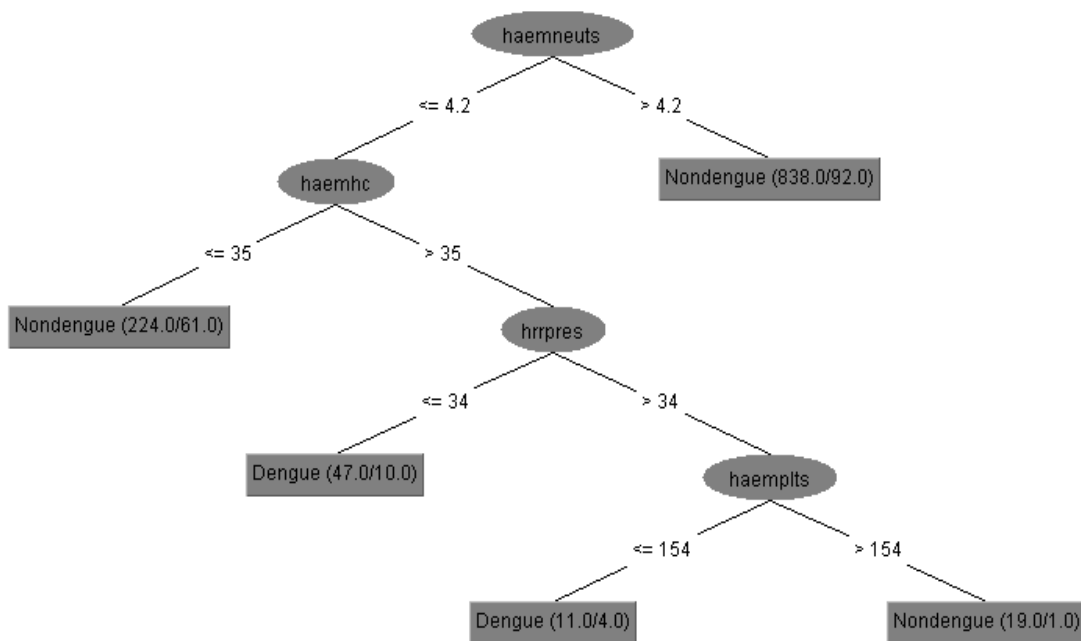 haemneuts
<= 4.2
> 4.2
haemhc
Nondengue (838.0/92.0)
<= 35
> 35
Nondengue (224.0/61.0)
hrrpres
<= 34
> 34
Dengue (47.0/10.0)
haemplts
<= 154
> 154
Dengue (11.0/4.0)
Nondengue (19.0/1.0)